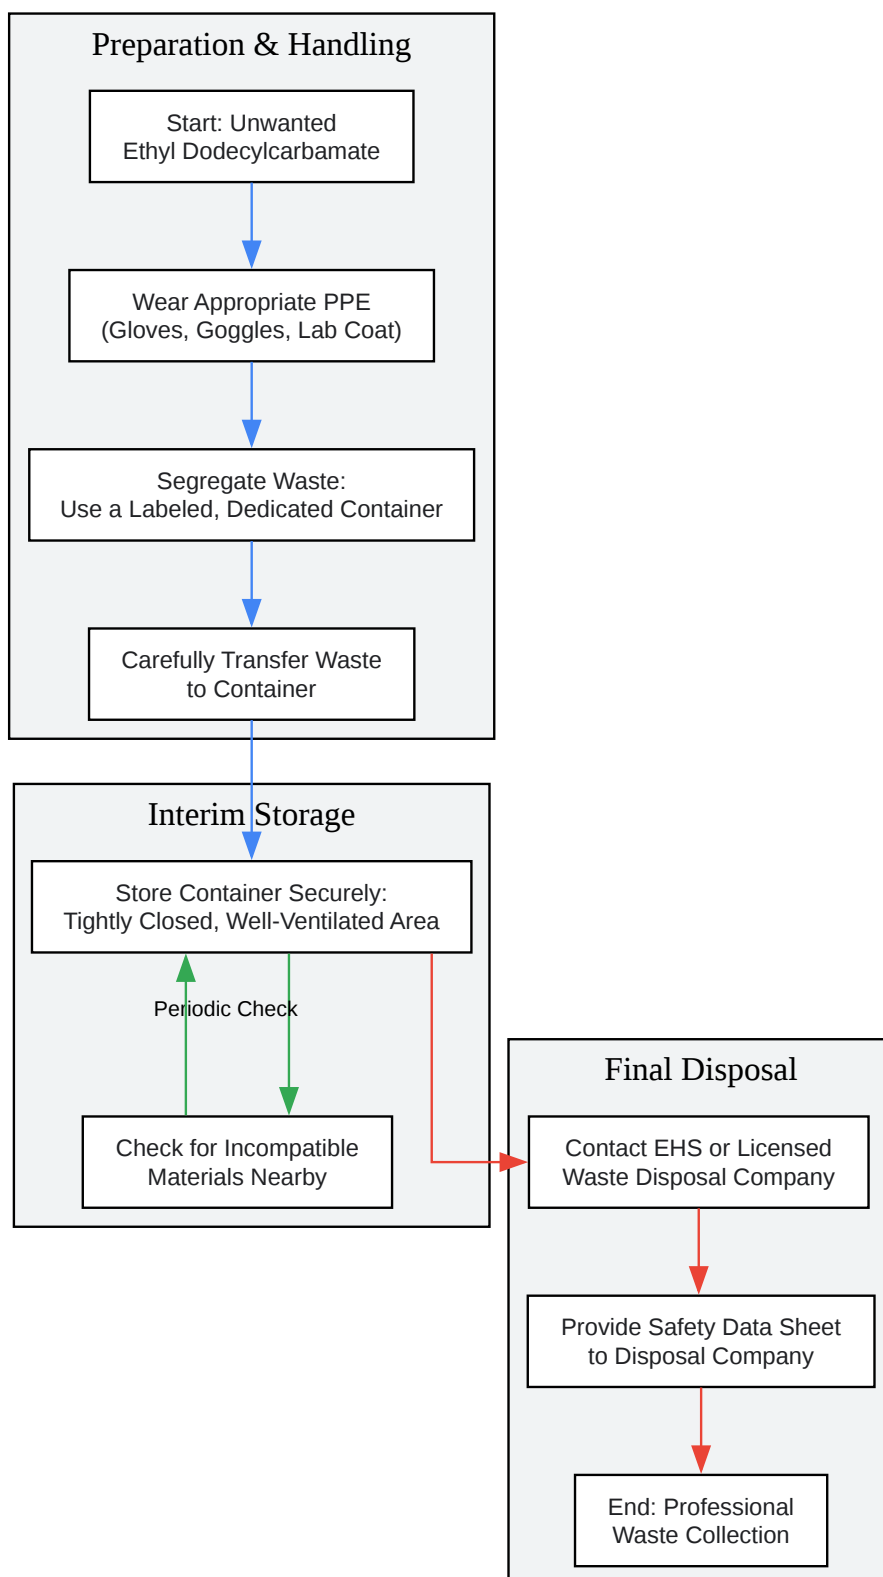 Preparation & Handling
Start: Unwanted
Ethyl Dodecylcarbamate
Wear Appropriate PPE
(Gloves, Goggles, Lab Coat)
Segregate Waste:
Use a Labeled, Dedicated Container
Carefully Transfer Waste
to Container
Interim Storage
Store Container Securely:
Tightly Closed, Well-Ventilated Area
Periodic Check
Check for Incompatible
Materials Nearby
Final Disposal
Contact EHS or Licensed
Waste Disposal Company
Provide Safety Data Sheet
to Disposal Company
End: Professional
Waste Collection